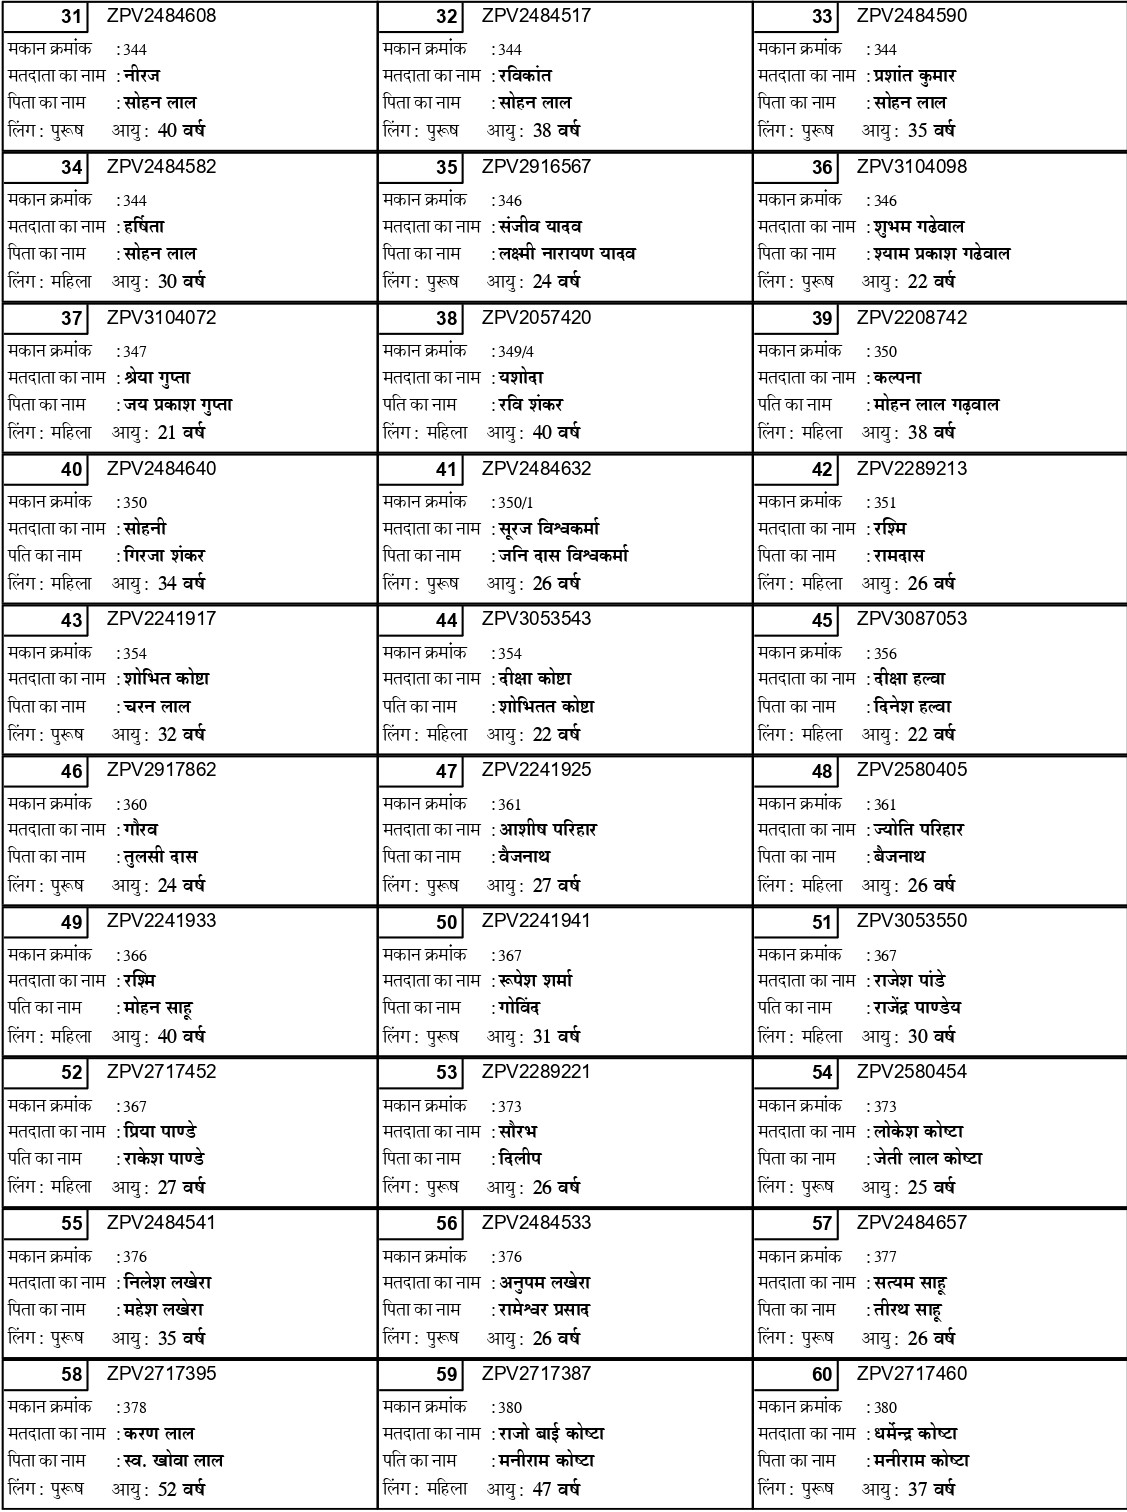 31 ZPV2484608
मकान क्रमांक :344
मतदाता का नाम :नीरज
पिता का नाम :सोहन लाल
लिंग: पुरूष आयु: 40 वर्ष
32 ZPV2484517
मकान क्रमांक :344
मतदाता का नाम :रविकांत
पिता का नाम :सोहन लाल
लिंग: पुरूष आयु: 38 वर्ष
33 ZPV2484590
मकान क्रमांक :344
मतदाता का नाम :प्रशांत कुमार
पिता का नाम :सोहन लाल
लिंग: पुरूष आयु: 35 वर्ष
34 ZPV2484582
मकान क्रमांक :344
मतदाता का नाम :हर्षिता
पिता का नाम :सोहन लाल
लिंग: महिला आयु: 30 वर्ष
35 ZPV2916567
मकान क्रमांक :346
मतदाता का नाम :संजीव यादव
पिता का नाम :लक्ष्मी नारायण यादव
लिंग: पुरूष आयु: 24 वर्ष
36 ZPV3104098
मकान क्रमांक :346
मतदाता का नाम :शुभम गढेवाल
पिता का नाम :श्याम प्रकाश गढेवाल
लिंग: पुरूष आयु: 22 वर्ष
37 ZPV3104072
मकान क्रमांक :347
मतदाता का नाम :श्रेया गुप्ता
पिता का नाम :जय प्रकाश गुप्ता
लिंग: महिला आयु: 21 वर्ष
38 ZPV2057420
मकान क्रमांक :349/4
मतदाता का नाम :यशोदा
पति का नाम :रवि शंकर
लिंग: महिला आयु: 40 वर्ष
39 ZPV2208742
मकान क्रमांक :350
मतदाता का नाम :कल्पना
पति का नाम :मोहन लाल गढ़वाल
लिंग: महिला आयु: 38 वर्ष
40 ZPV2484640
मकान क्रमांक :350
मतदाता का नाम :सोहनी
पति का नाम :गिरजा शंकर
लिंग: महिला आयु: 34 वर्ष
41 ZPV2484632
मकान क्रमांक :350/1
मतदाता का नाम :सूरज विश्वकर्मा
पिता का नाम :जनि दास विश्वकर्मा
लिंग: पुरूष आयु: 26 वर्ष
42 ZPV2289213
मकान क्रमांक :351
मतदाता का नाम :रश्मि
पिता का नाम :रामदास
लिंग: महिला आयु: 26 वर्ष
43 ZPV2241917
मकान क्रमांक :354
मतदाता का नाम :शोभित कोष्टा
पिता का नाम :चरन लाल
लिंग: पुरूष आयु: 32 वर्ष
44 ZPV3053543
मकान क्रमांक :354
मतदाता का नाम :दीक्षा कोष्टा
पति का नाम :शोभितत कोष्टा
लिंग: महिला आयु: 22 वर्ष
45 ZPV3087053
मकान क्रमांक :356
मतदाता का नाम :दीक्षा हल्वा
पिता का नाम :दिनेश हल्वा
लिंग: महिला आयु: 22 वर्ष
46 ZPV2917862
मकान क्रमांक :360
मतदाता का नाम :गौरव
पिता का नाम :तुलसी दास
लिंग: पुरूष आयु: 24 वर्ष
47 ZPV2241925
मकान क्रमांक :361
मतदाता का नाम :आशीष परिहार
पिता का नाम :वैजनाथ
लिंग: पुरूष आयु: 27 वर्ष
48 ZPV2580405
मकान क्रमांक :361
मतदाता का नाम :ज्योति परिहार
पिता का नाम :बैजनाथ
लिंग: महिला आयु: 26 वर्ष
49 ZPV2241933
मकान क्रमांक :366
मतदाता का नाम :रश्मि
पति का नाम :मोहन साहू
लिंग: महिला आयु: 40 वर्ष
50 ZPV2241941
मकान क्रमांक :367
मतदाता का नाम :रूपेश शर्मा
पिता का नाम :गोविंद
लिंग: पुरूष आयु: 31 वर्ष
51 ZPV3053550
मकान क्रमांक :367
मतदाता का नाम :राजेश पांडे
पति का नाम :राजेंद्र पाण्डेय
लिंग: महिला आयु: 30 वर्ष
52 ZPV2717452
मकान क्रमांक :367
मतदाता का नाम :प्रिया पाण्डे
पति का नाम :राकेश पाण्डे
लिंग: महिला आयु: 27 वर्ष
53 ZPV2289221
मकान क्रमांक :373
मतदाता का नाम :सौरभ
पिता का नाम :दिलीप
लिंग: पुरूष आयु: 26 वर्ष
54 ZPV2580454
मकान क्रमांक :373
मतदाता का नाम :लोकेश कोष्टा
पिता का नाम :जेती लाल कोष्टा
लिंग: पुरूष आयु: 25 वर्ष
55 ZPV2484541
मकान क्रमांक :376
मतदाता का नाम :निलेश लखेरा
पिता का नाम :महेश लखेरा
लिंग: पुरूष आयु: 35 वर्ष
56 ZPV2484533
मकान क्रमांक :376
मतदाता का नाम :अनुपम लखेरा
पिता का नाम :रामेश्वर प्रसाद
लिंग: पुरूष आयु: 26 वर्ष
57 ZPV2484657
मकान क्रमांक :377
मतदाता का नाम :सत्यम साहू
पिता का नाम :तीरथ साहू
लिंग: पुरूष आयु: 26 वर्ष
58 ZPV2717395
मकान क्रमांक :378
मतदाता का नाम :करण लाल
पिता का नाम :स्व. खोवा लाल
लिंग: पुरूष आयु: 52 वर्ष
59 ZPV2717387
मकान क्रमांक :380
मतदाता का नाम :राजो बाई कोष्टा
पति का नाम :मनीराम कोष्टा
लिंग: महिला आयु: 47 वर्ष
60 ZPV2717460
मकान क्रमांक :380
मतदाता का नाम :धर्मेन्द्र कोष्टा
पिता का नाम :मनीराम कोष्टा
लिंग: पुरूष आयु: 37 वर्ष